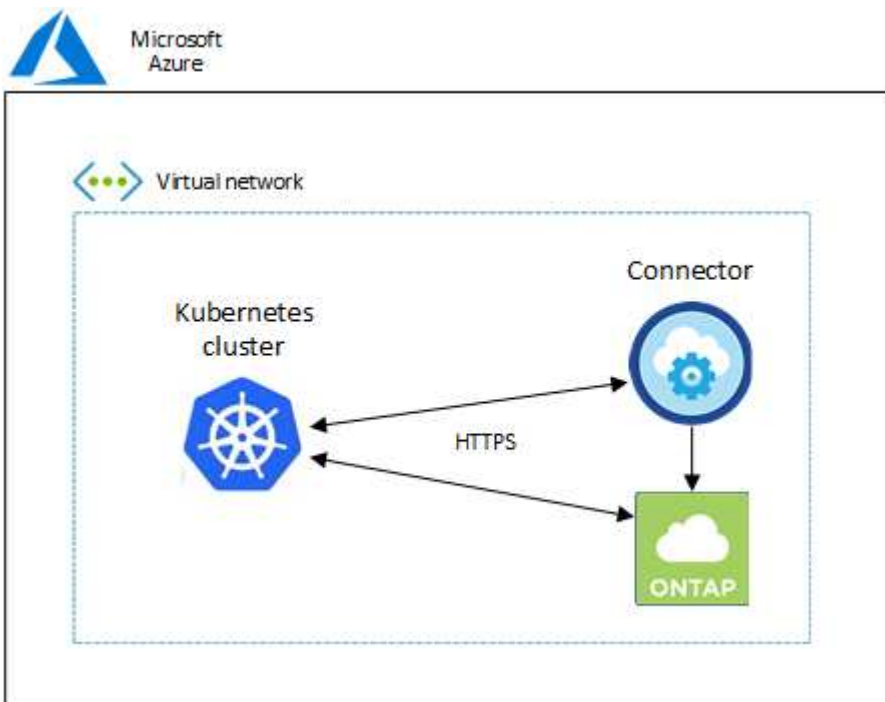 Microsoft
Azure
Virtual network
Connector
Kubernetes
cluster
HTTPS
ONTAP